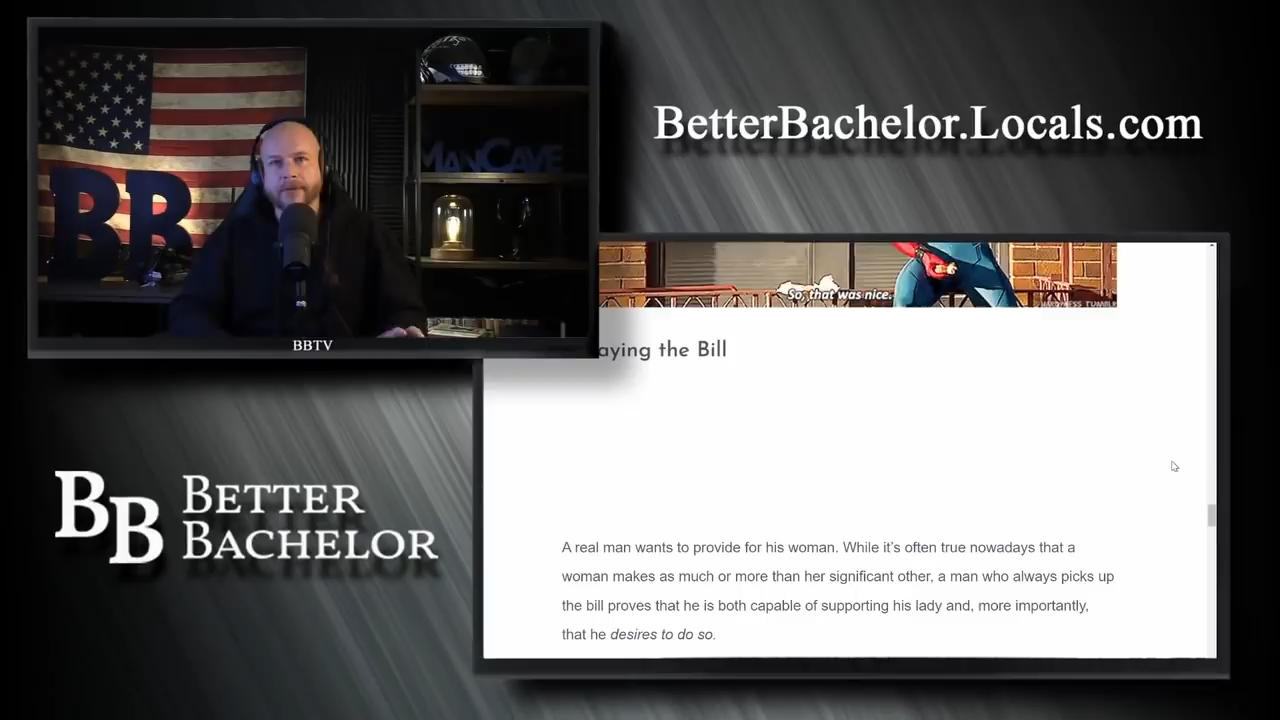 BetterBachelor.Locals.com
BB
MANCAVE
So, that was nice.
BBTV
aying the Bill
BB BETTER
BACHELOR
A real man wants to provide for his woman. While it’s often true nowadays that a
woman makes as much or more than her significant other, a man who always picks up
the bill proves that he is both capable of supporting his lady and, more importantly,
that he desires to do so.